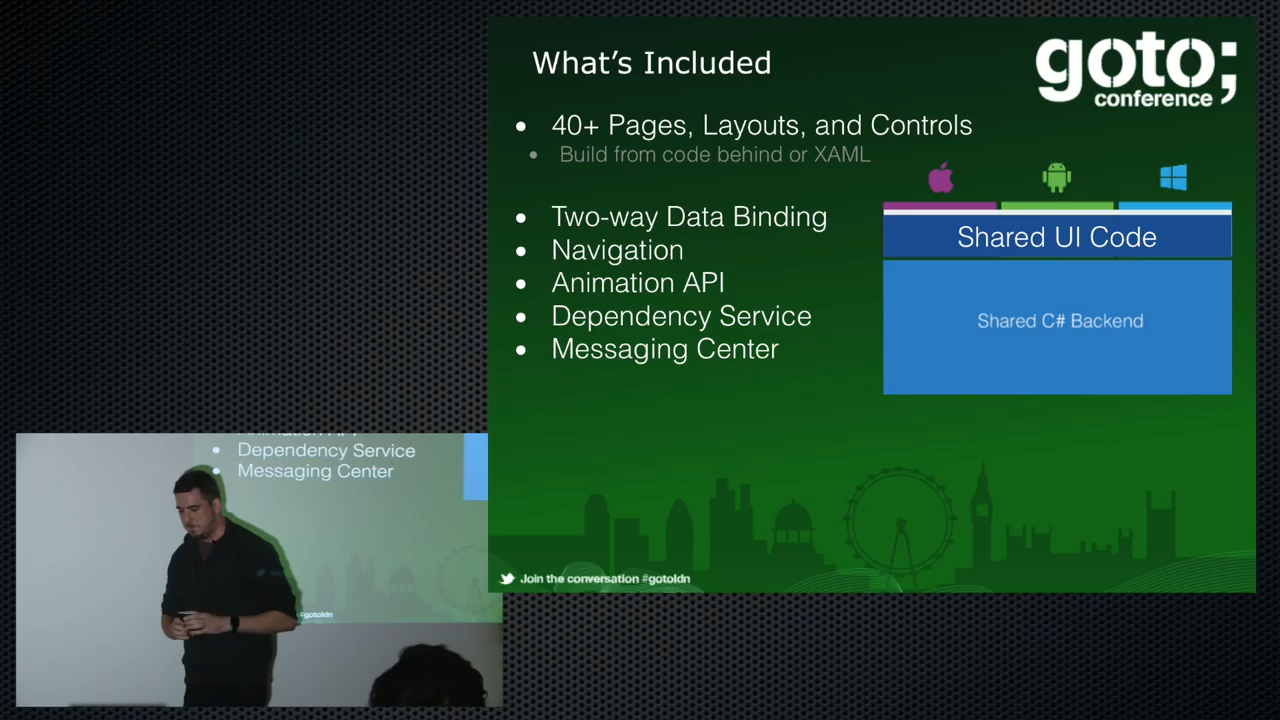 What's Included
goto;
conference
• 40+ Pages, Layouts, and Controls
• Build from code behind or XAML
• Two-way Data Binding
• Navigation
• Animation API
• Dependency Service
• Messaging Center
Shared UI Code
Shared C# Backend
Join the conversation #gotoldn
Animation API
• Dependency Service
• Messaging Center
#gotoldn